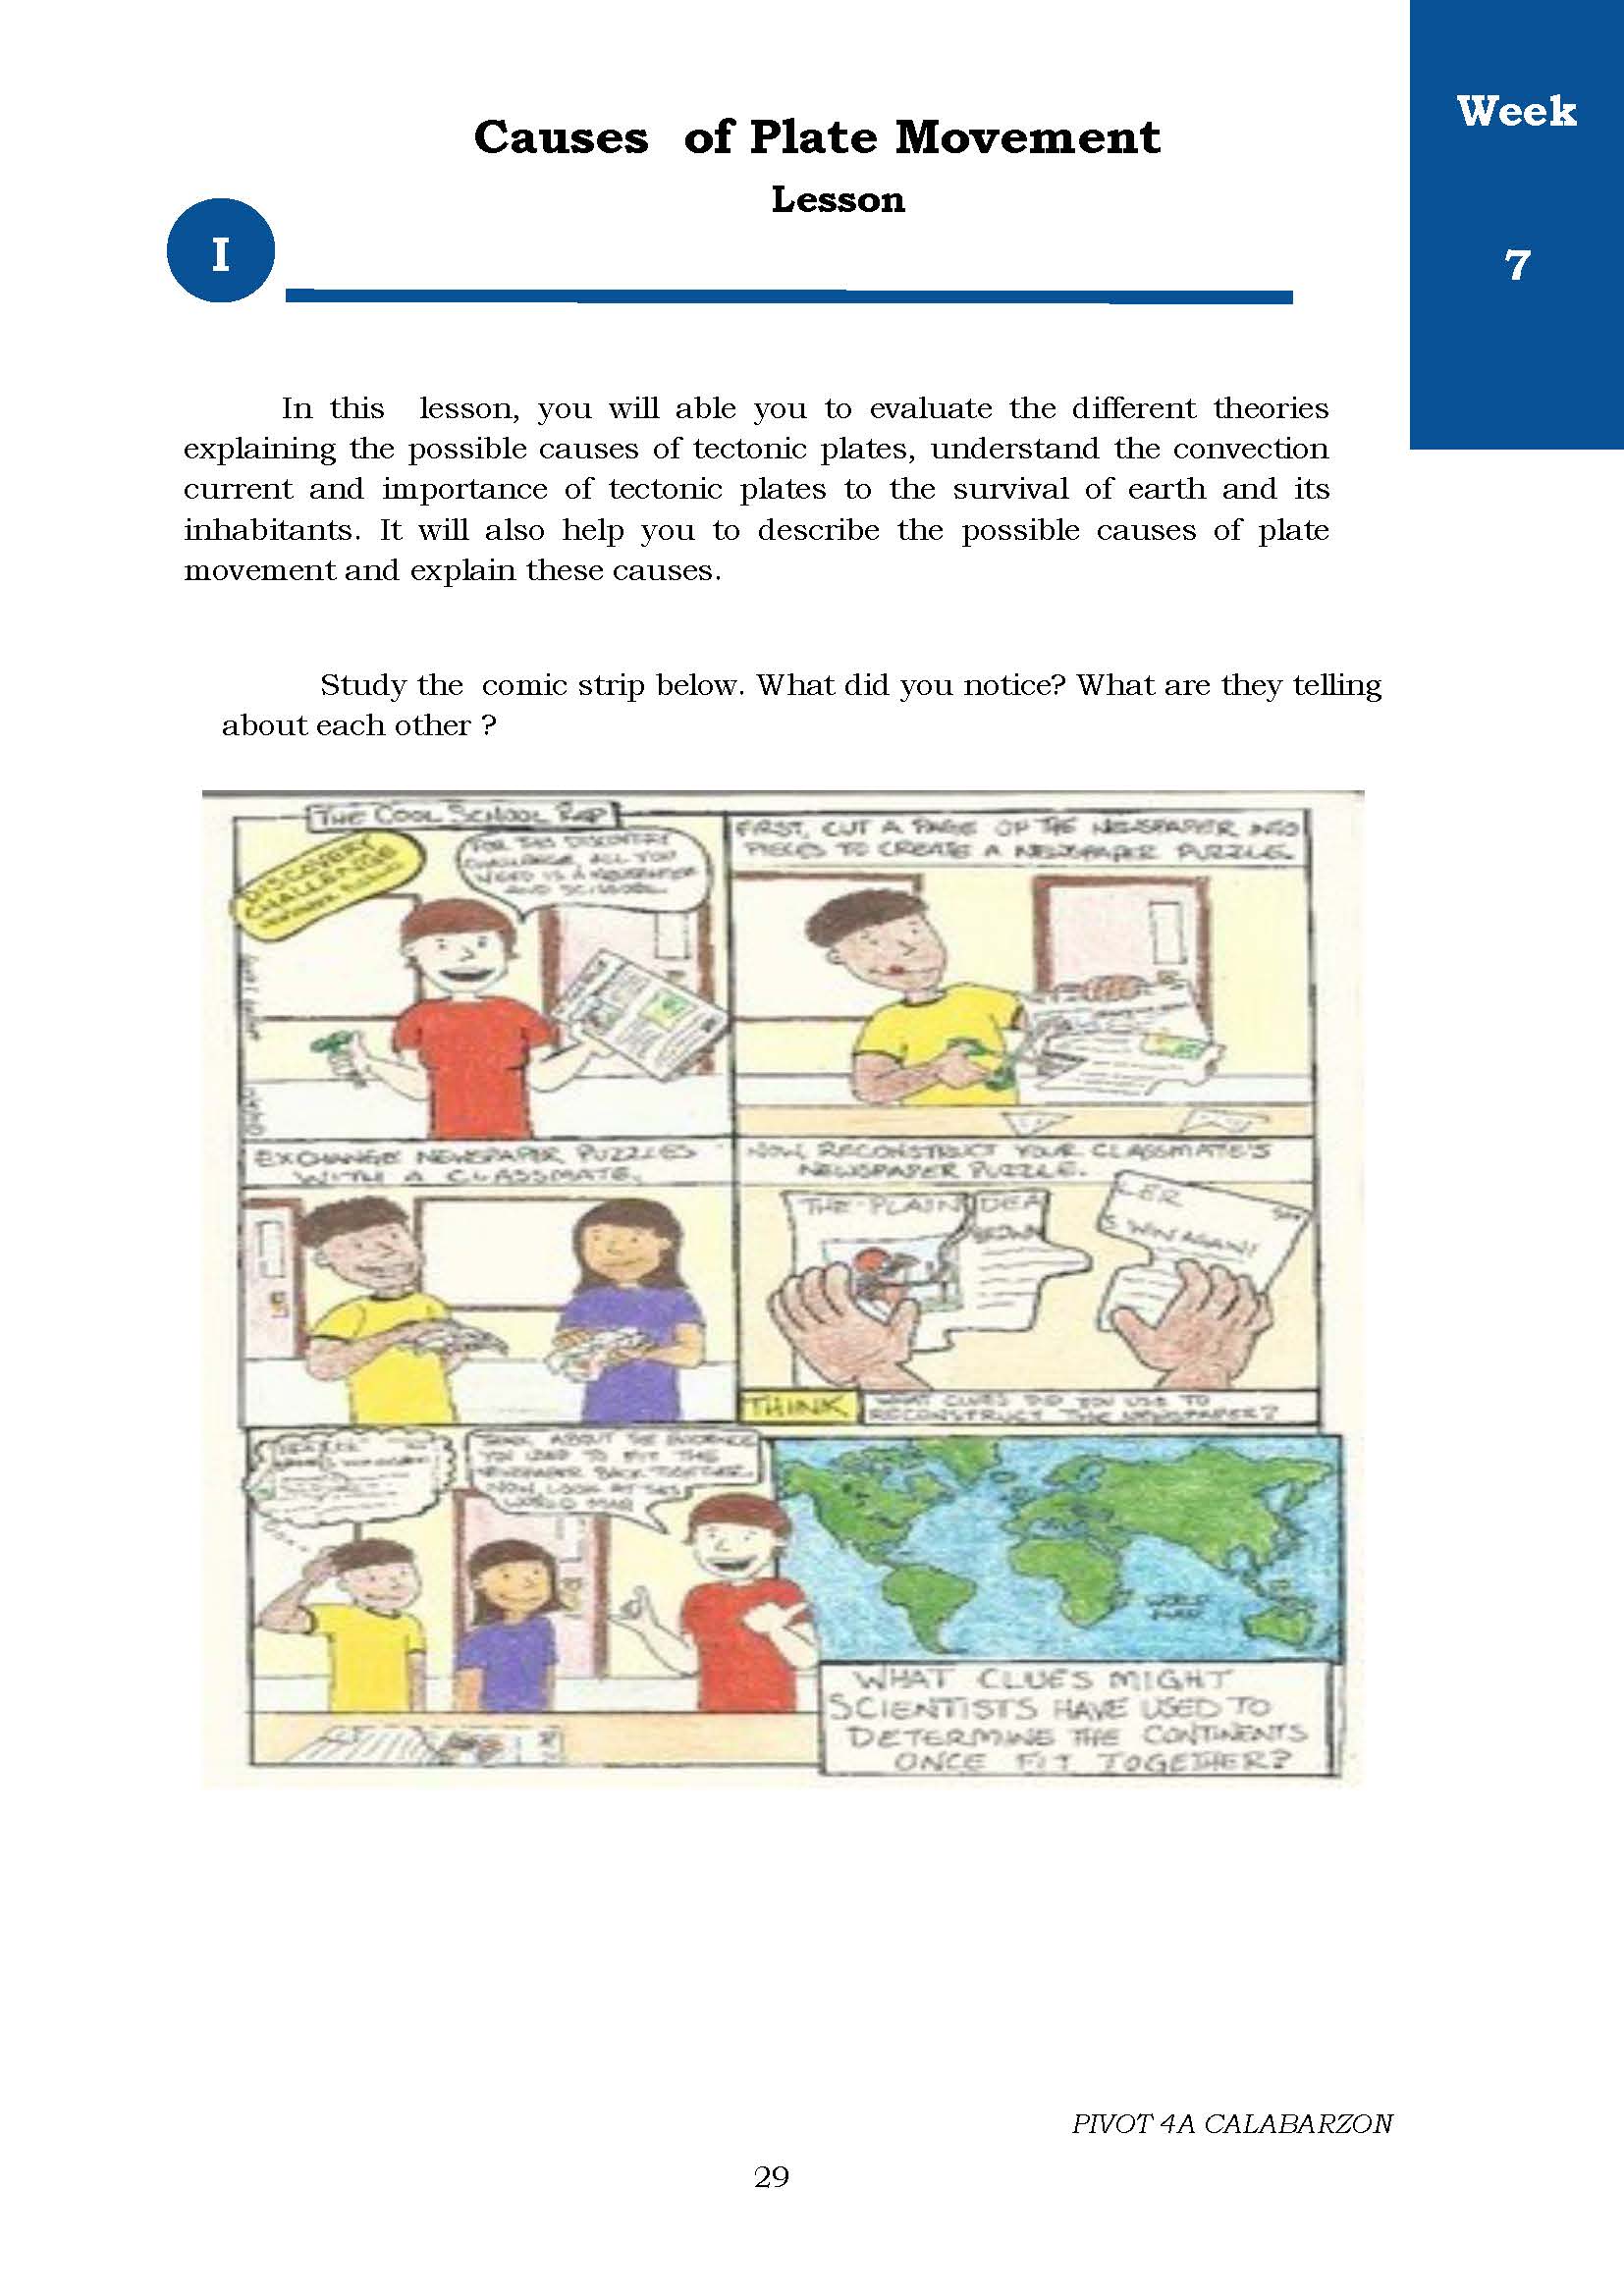 Week
7
Causes of Plate Movement
Lesson
I
In this lesson, you will able you to evaluate the different theories
explaining the possible causes of tectonic plates, understand the convection
current and importance of tectonic plates to the survival of earth and its
inhabitants. It will also help you to describe the possible causes of plate
movement and explain these causes.
Study the comic strip below. What did you notice? What are they telling
about each other ?
THE COOL SCHOOL RAP
DISCOVERY
CHALLENGE
FOR THIS DISCOVERY
CHALLENGE, ALL YOU
NEED IS A NEWSPAPER
AND SCISSORS.
FIRST, CUT A PAGE OF THE NEWSPAPER INTO
PIECES TO CREATE A NEWSPAPER PUZZLE.
EXCHANGE NEWSPAPER PUZZLES
WITH A CLASSMATE.
NOW, RECONSTRUCT YOUR CLASSMATE'S
NEWSPAPER PUZZLE.
THE PLAIN DEA
LER
BROWN
S WIN AGAIN!
THINK
WHAT CLUES DID YOU USE TO
RECONSTRUCT THE NEWSPAPER?
THINK ABOUT THE EVIDENCE
YOU USED TO FIT THE
NEWSPAPER BACK TOGETHER.
NOW, LOOK AT THIS
WORLD MAP.
WORLD
MAP
WHAT CLUES MIGHT
SCIENTISTS HAVE USED TO
DETERMINE THE CONTINENTS
ONCE FIT TOGETHER?
PIVOT 4A CALABARZON
29